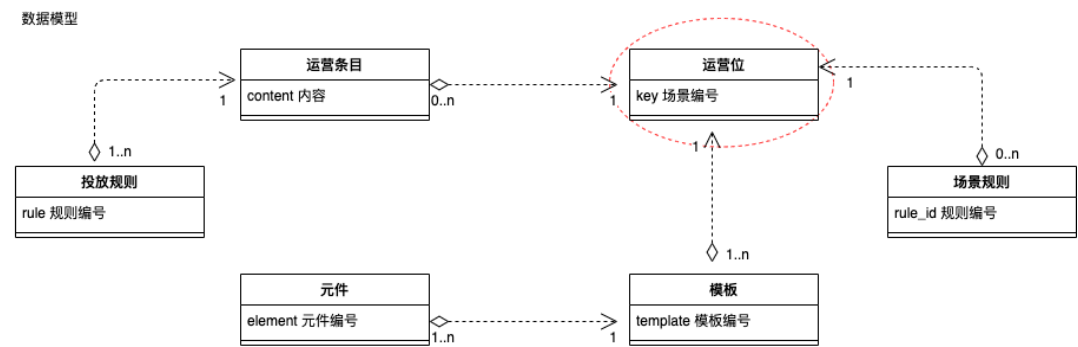 数据模型
运营条目
content 内容
运营位
key 场景编号
1
0..n
1
1
1..n
1
0..n
投放规则
rule 规则编号
场景规则
rule_id 规则编号
1..n
元件
element 元件编号
模板
template 模板编号
1..n
1